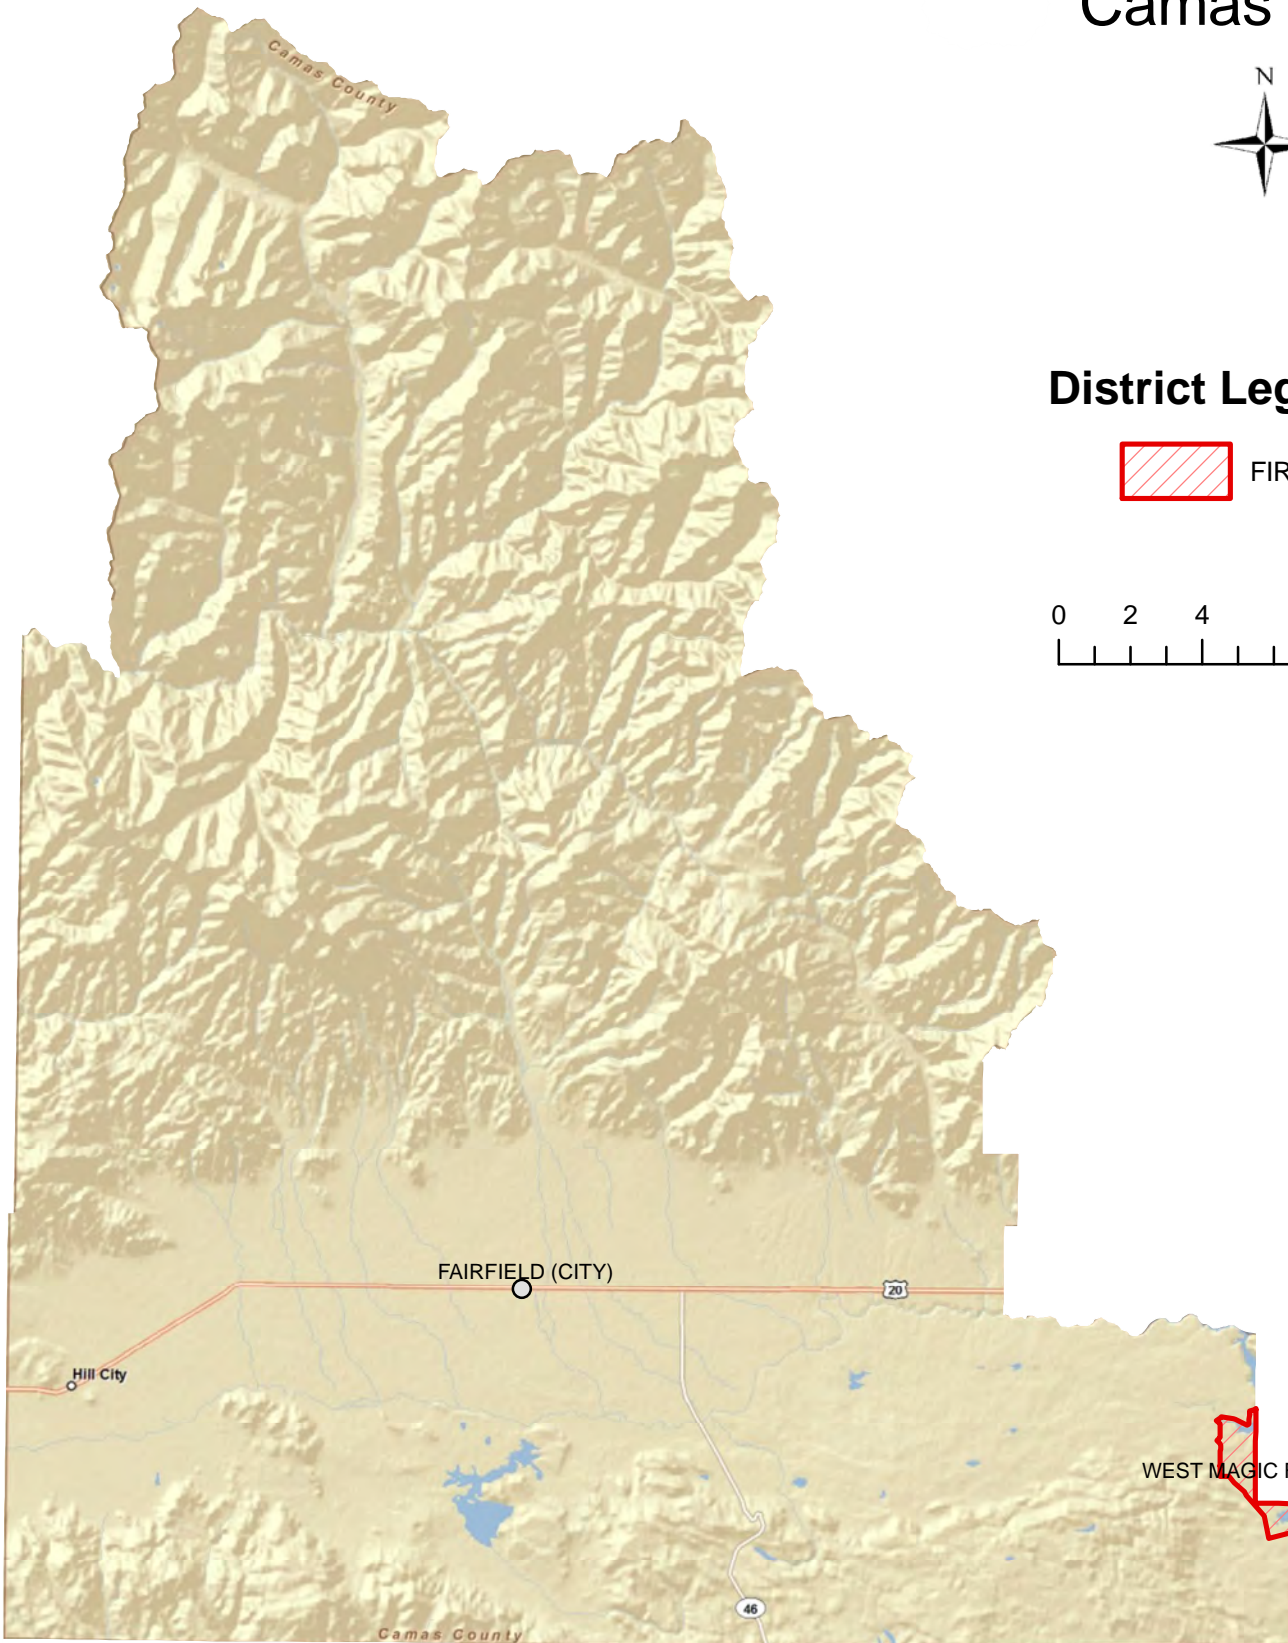 Camas
Camas County
N
District Leg
FIR
0 2 4
FAIRFIELD (CITY)
20
Hill City
WEST MAGIC
46
Camas County